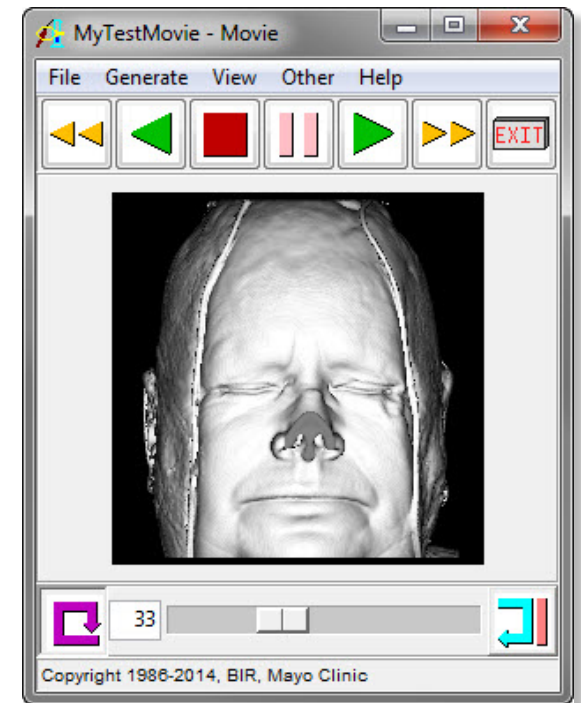 MyTestMovie - Movie
File Generate View Other Help
EXIT
33
Copyright 1986-2014, BIR, Mayo Clinic